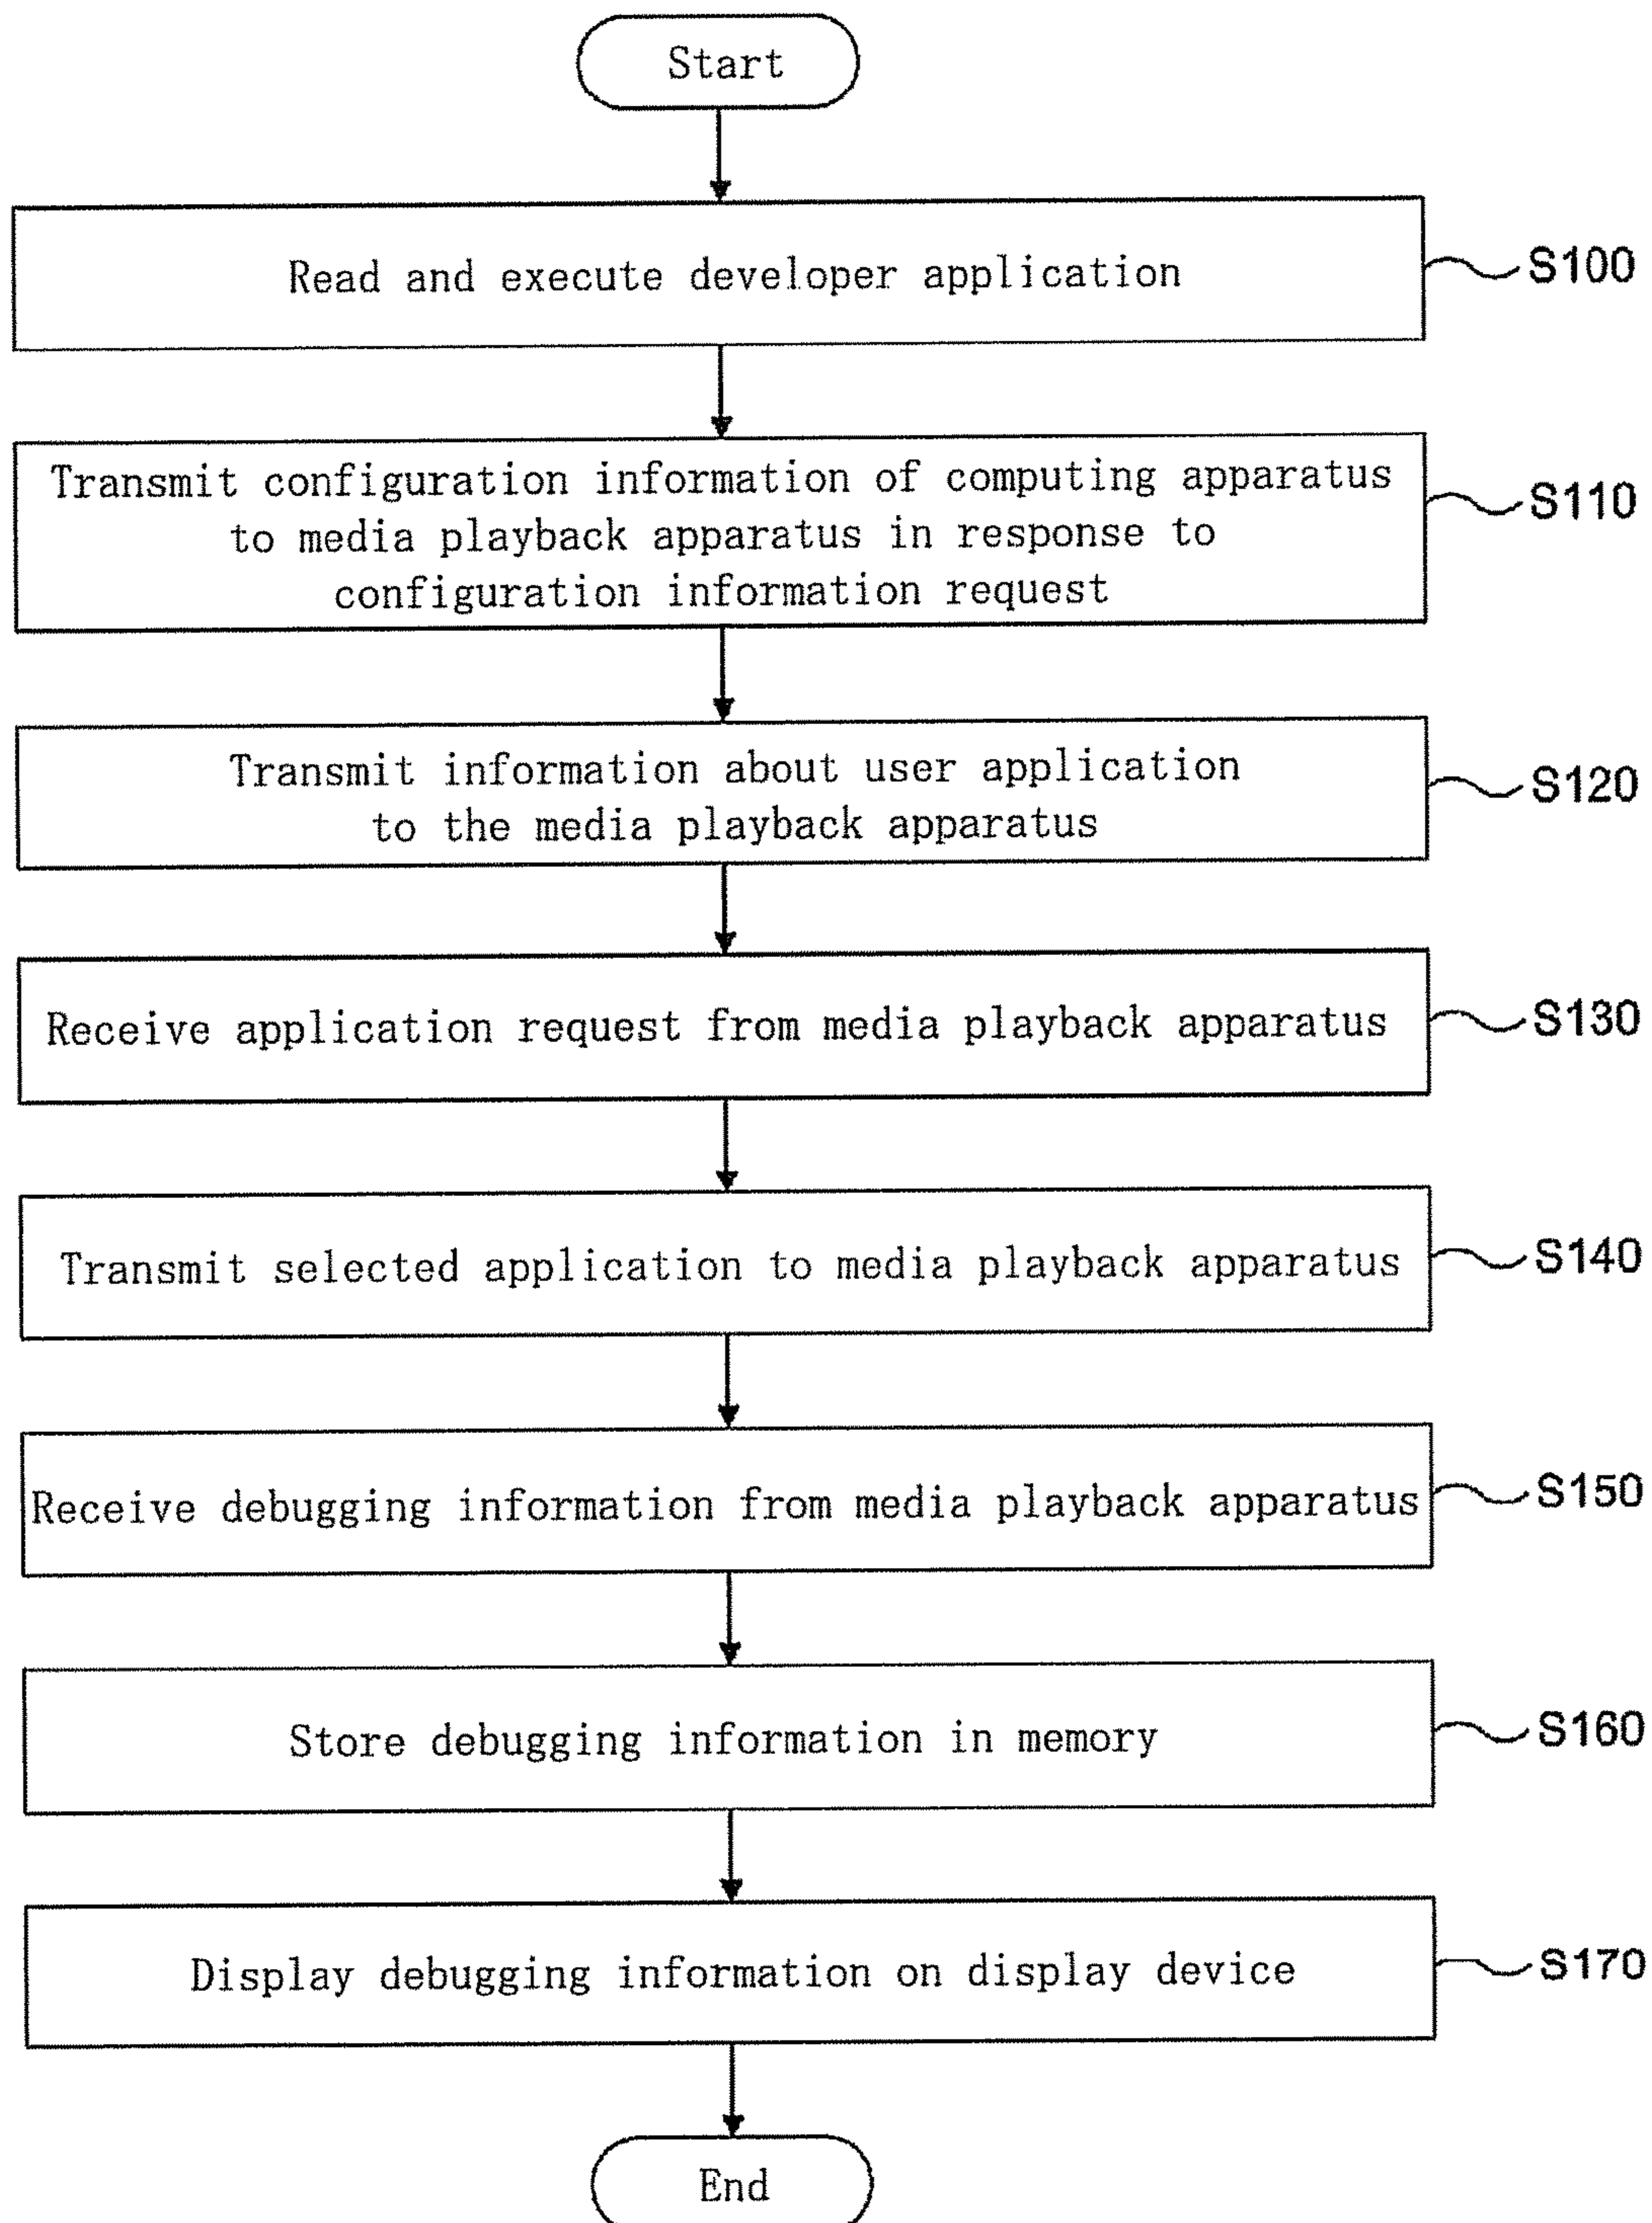 Start
Read and execute developer application
S100
Transmit configuration information of computing apparatus
to media playback apparatus in response to
configuration information request
S110
Transmit information about user application
to the media playback apparatus
S120
Receive application request from media playback apparatus
S130
Transmit selected application to media playback apparatus
S140
Receive debugging information from media playback apparatus
S150
Store debugging information in memory
S160
Display debugging information on display device
S170
End